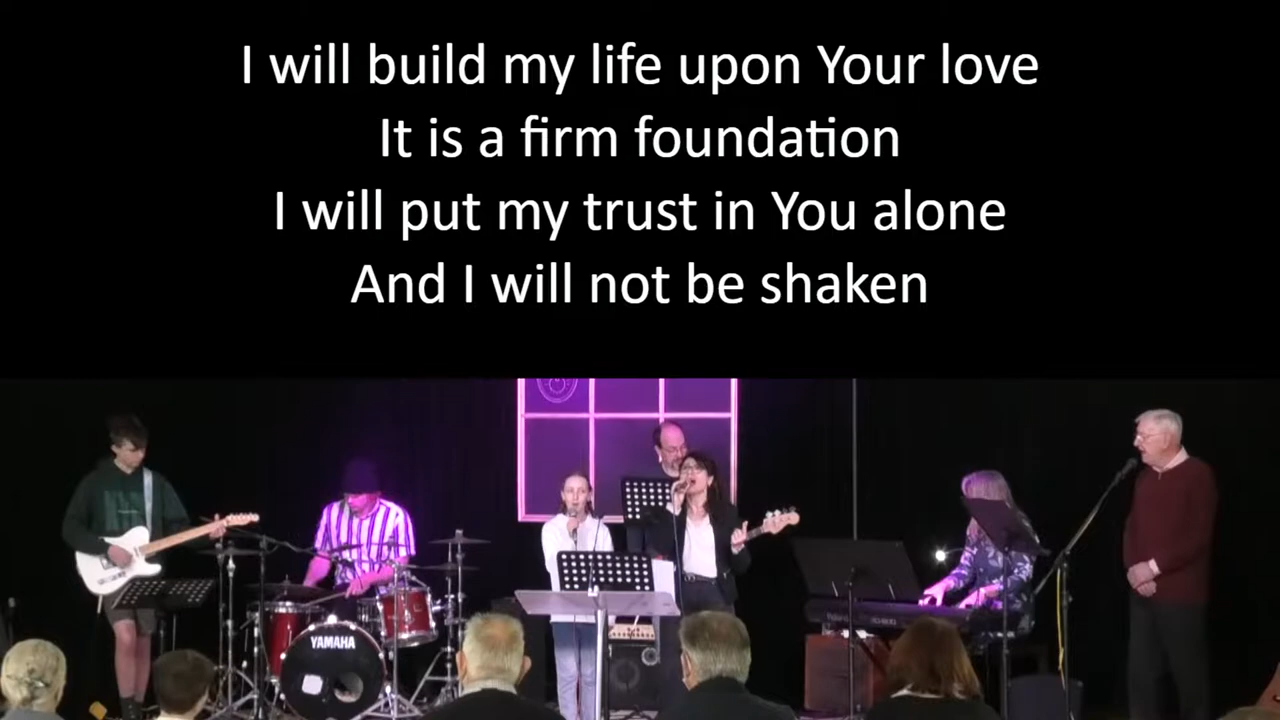 I will build my life upon Your love
It is a firm foundation
I will put my trust in You alone
And I will not be shaken
YAMAHA